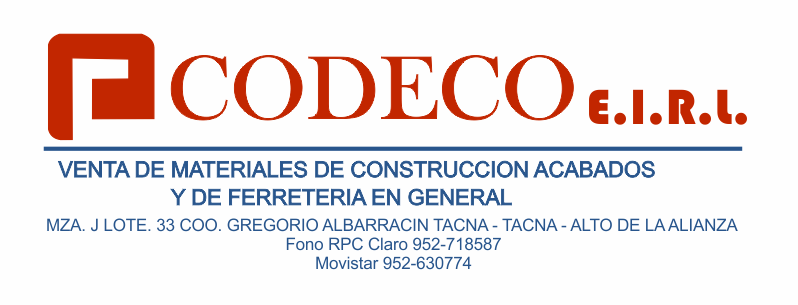 CODECO E.I.R.L.
VENTA DE MATERIALES DE CONSTRUCCION ACABADOS
Y DE FERRETERIA EN GENERAL
MZA. J LOTE. 33 COO. GREGORIO ALBARRACIN TACNA - TACNA - ALTO DE LA ALIANZA
Fono RPC Claro 952-718587
Movistar 952-630774